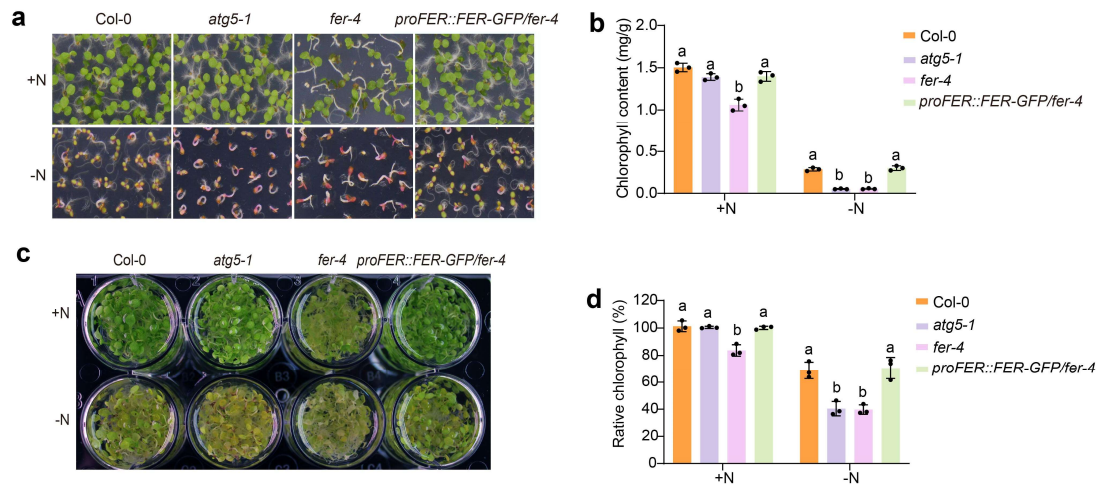 a
Col-0 atg5-1 fer-4 proFER::FER-GFP/fer-4
+N
-N
b
Chlorophyll content (mg/g)
2.0
1.5
1.0
0.5
0.0
a a b a
a b b a
+N -N
Col-0
atg5-1
fer-4
proFER::FER-GFP/fer-4
c
Col-0 atg5-1 fer-4 proFER::FER-GFP/fer-4
+N
-N
d
Rative chlorophyll (%)
120
100
80
60
40
20
0
a a b a
a b b a
+N -N
Col-0
atg5-1
fer-4
proFER::FER-GFP/fer-4